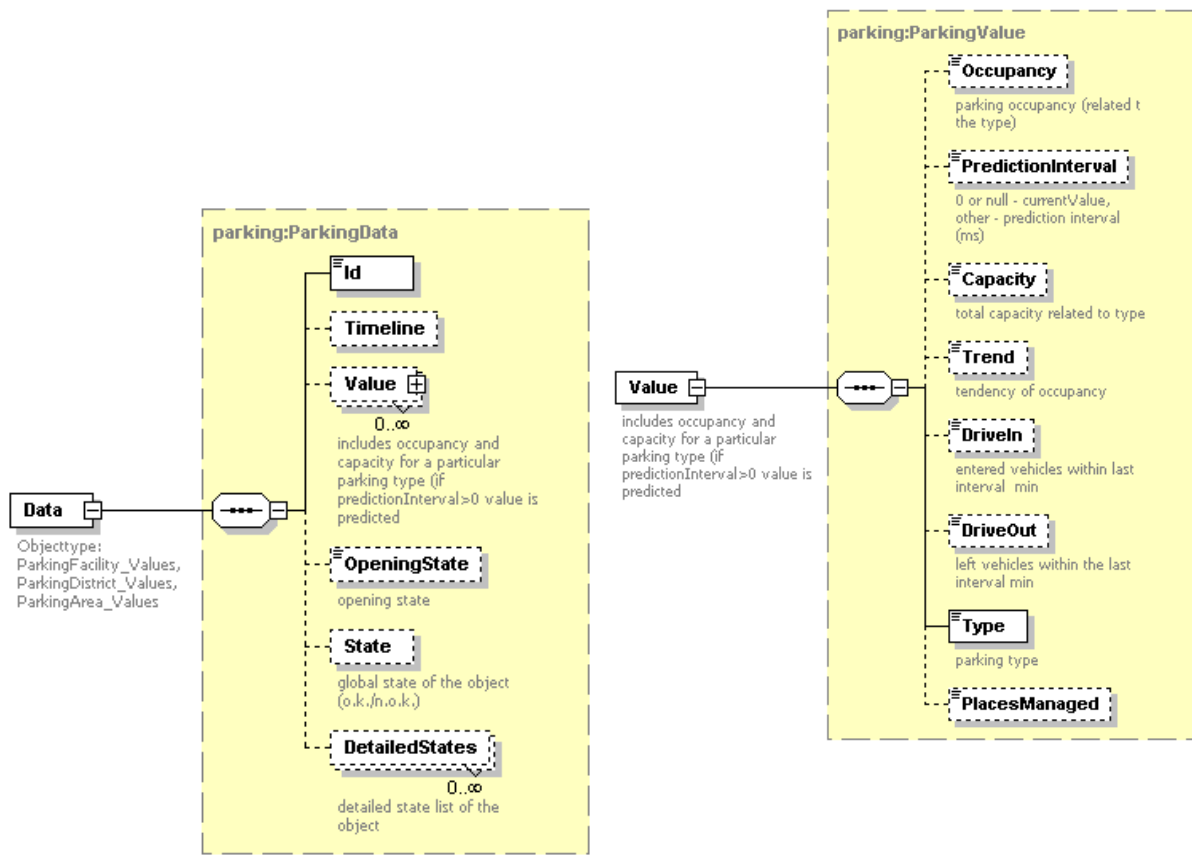 parking:ParkingData
Id
Timeline
Value
0..∞
includes occupancy and
capacity for a particular
parking type (if
predictionInterval>0 value is
predicted
Data
Objecttype:
ParkingFacility_Values,
ParkingDistrict_Values,
ParkingArea_Values
OpeningState
opening state
State
global state of the object
(o.k./n.o.k.)
DetailedStates
0..∞
detailed state list of the
object
parking:ParkingValue
Occupancy
parking occupancy (related t
the type)
PredictionInterval
0 or null - currentValue,
other - prediction interval
(ms)
Capacity
total capacity related to type
Trend
tendency of occupancy
Value
includes occupancy and
capacity for a particular
parking type (if
predictionInterval>0 value is
predicted
DriveIn
entered vehicles within last
interval min
DriveOut
left vehicles within the last
interval min
Type
parking type
PlacesManaged